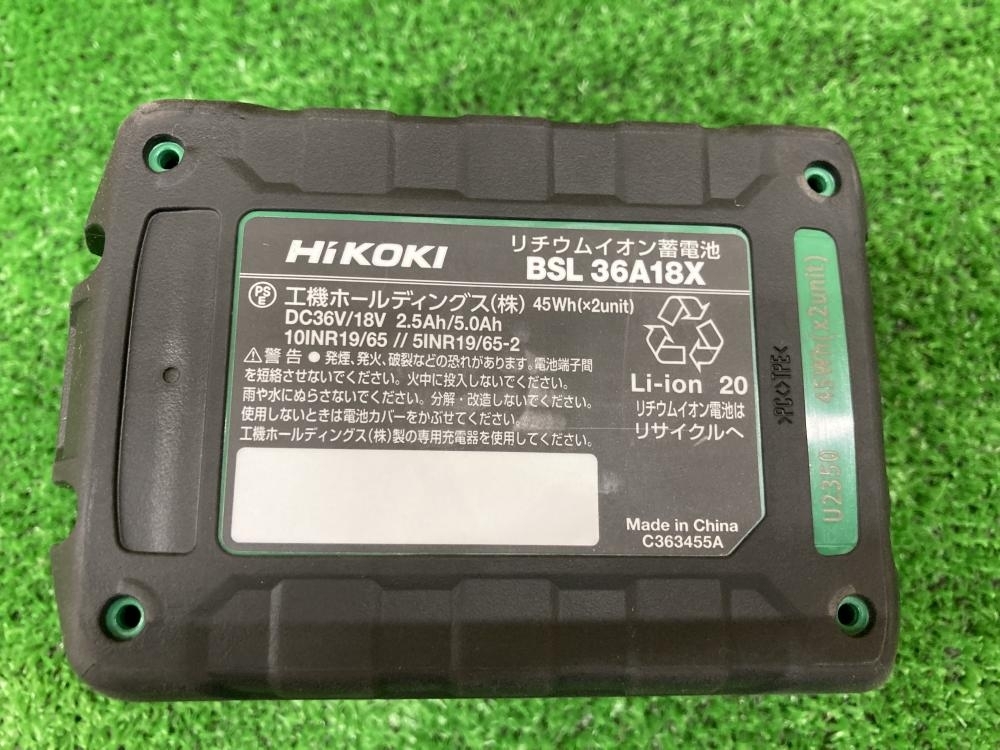 HiKOKI
リチウムイオン蓄電池
BSL 36A18X
PSE 工機ホールディングス(株) 45Wh(×2unit)
DC36V/18V 2.5Ah/5.0Ah
10INR19/65 // 5INR19/65-2
⚠警告 ● 発煙、発火、破裂などの恐れがあります。電池端子間
を短絡させないでください。火中に投入しないでください。
雨や水にぬらさないでください。分解・改造しないでください。
使用しないときは電池カバーをかぶせてください。
工機ホールディングス(株)製の専用充電器を使用してください。
Li-ion 20
リチウムイオン電池は
リサイクルへ
Made in China
C363455A
>PC<>TPE<
U2350 45Wh(x2unit)